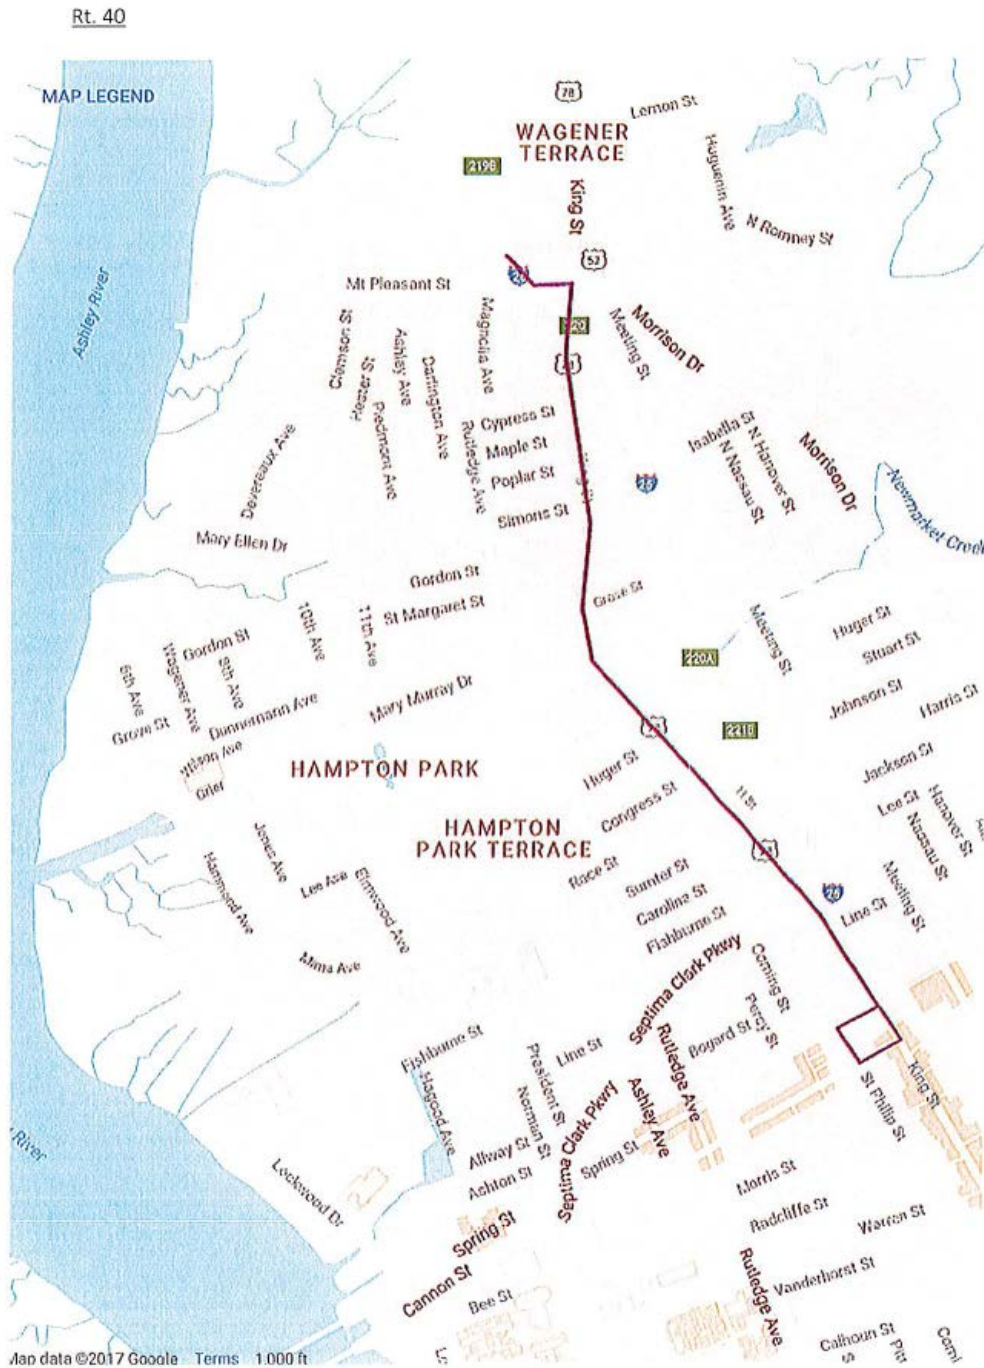 Rt. 40
MAP LEGEND
78
Lemon St
WAGENER
TERRACE
219B
Huguenin Ave
King St
N Romney St
52
Ashley River
Mt Pleasant St
Magnolia Ave
Meeting St
Morrison Dr
Clemson St
Hester St
Ashley Ave
Piedmont Ave
Darlington Ave
Cypress St
Maple St
Rutledge Ave
Poplar St
Simons St
Isabella St
N Nassau St
N Hanover St
Morrison Dr
26
Devereaux Ave
Mary Ellen Dr
Newmarket Creek
Gordon St
St Margaret St
10th Ave
11th Ave
Gordon St
Wagener Ave
9th Ave
6th Ave
Grove St
Dunnemann Ave
Mary Murray Dr
Meeting St
Huger St
Stuart St
220A
Johnson St
Harris St
221B
Wilson Ave
Grier
HAMPTON PARK
Huger St
Congress St
Jackson St
Lee St
Hanover St
Nassau St
HAMPTON
PARK TERRACE
Jones Ave
Hammond Ave
Lee Ave
Elmwood Ave
Race St
Sumter St
Carolina St
Fishburne St
26
Line St
Meeting St
Mims Ave
Septima Clark Pkwy
Coming St
Percy St
Bogard St
Rutledge Ave
Fishburne St
Hagood Ave
President St
Line St
Norman St
Septima Clark Pkwy
Ashley Ave
King St
St Phillip St
River
Allway St
Ashton St
Spring St
Lockwood Dr
Morris St
Radcliffe St
Warren St
Spring St
Cannon St
Bee St
Rutledge Ave
Vanderhorst St
Calhoun St
Map data ©2017 Google
Terms
1,000 ft